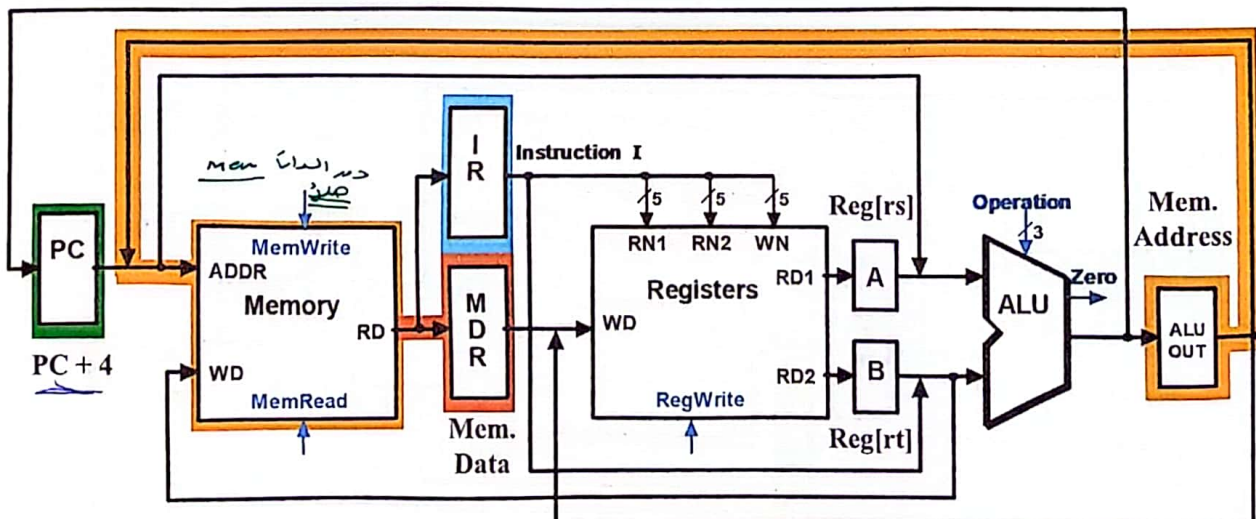 I
R
Instruction I
mem
5
5
5
Reg[rs]
Operation
3
Mem.
Address
PC
MemWrite
ADDR
Memory
RD
WD
MemRead
M
D
R
RN1 RN2 WN
RD1
Registers
WD
RD2
RegWrite
A
B
ALU
Zero
ALU
OUT
PC + 4
Mem.
Data
Reg[rt]